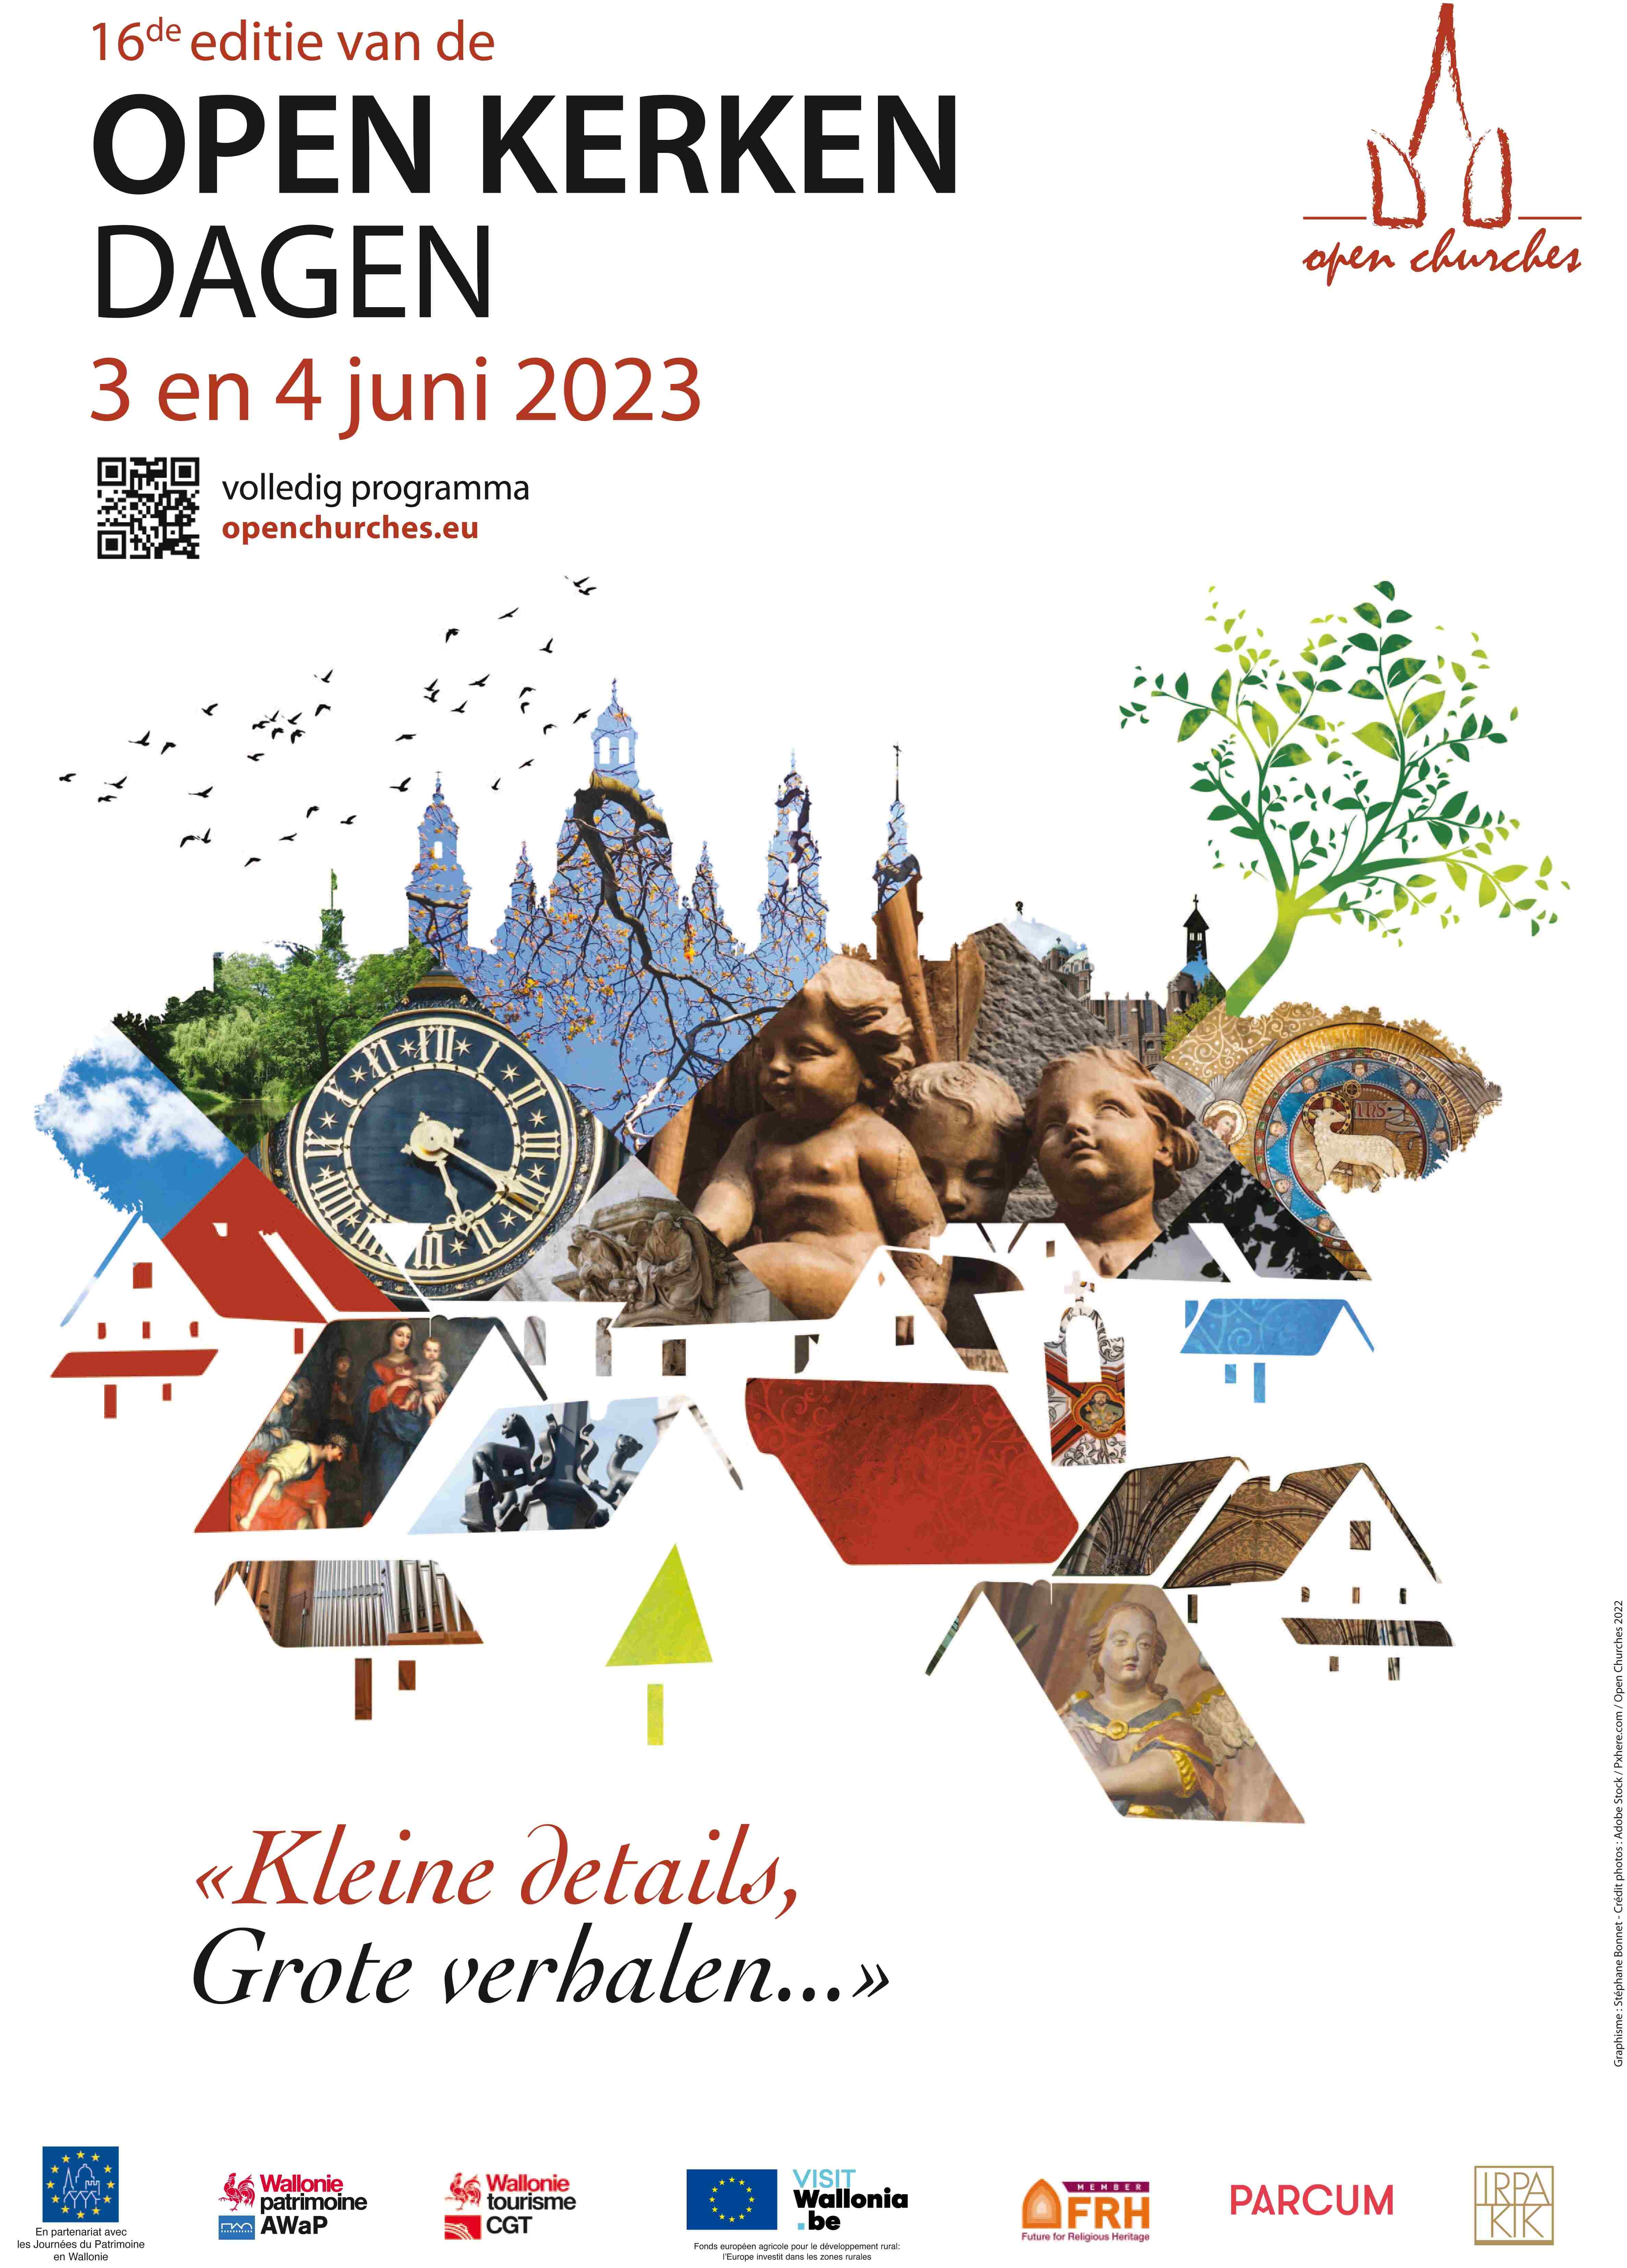 16de editie van de
OPEN KERKEN
DAGEN
3 en 4 juni 2023
volledig programma
openchurches.eu
open churches
IHS
«Kleine details,
Grote verhalen...»
Graphisme : Stéphane Bonnet - Crédit photos : Adobe Stock / Pxhere.com / Open Churches 2022
En partenariat avec
les Journées du Patrimoine
en Wallonie
Wallonie
patrimoine
AWaP
Wallonie
tourisme
CGT
VISIT
Wallonia
.be
Fonds européen agricole pour le développement rural:
l'Europe investit dans les zones rurales
MEMBER
FRH
Future for Religious Heritage
PARCUM
IRPA
KIK